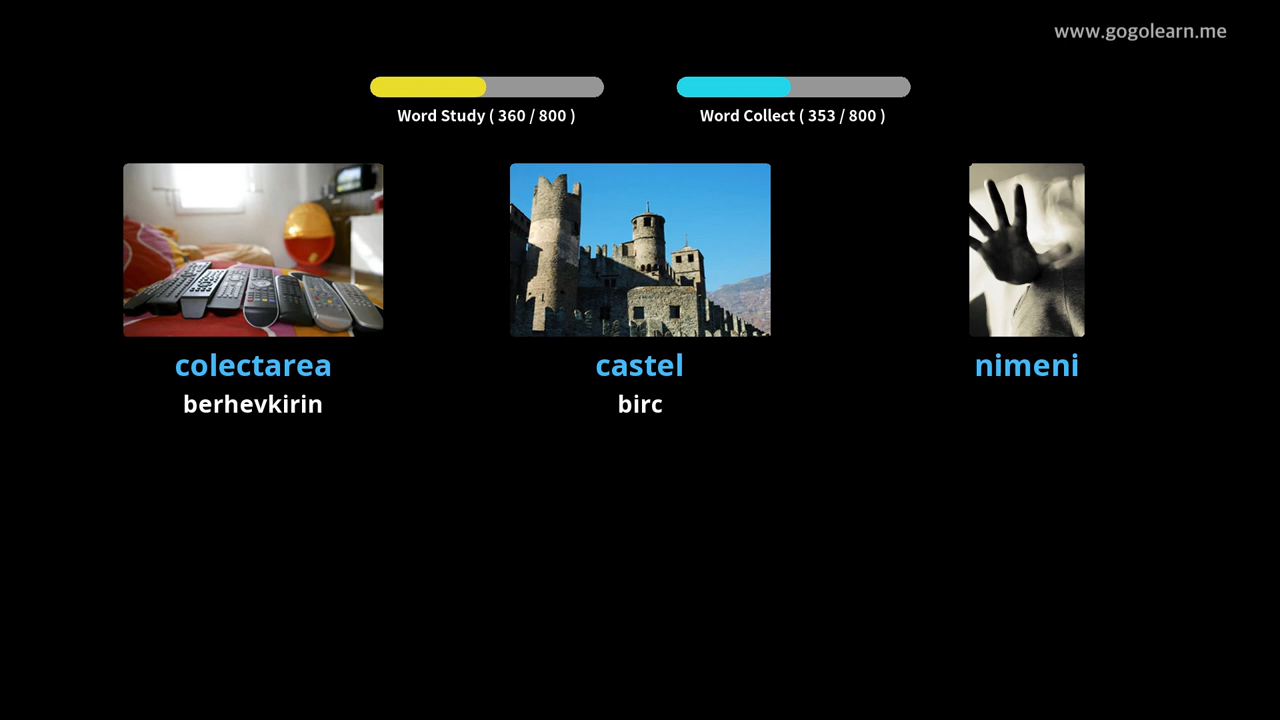 www.gogolearn.me
Word Study ( 360 / 800 )
Word Collect ( 353 / 800 )
colectarea
castel
nimeni
berhevkirin
birc